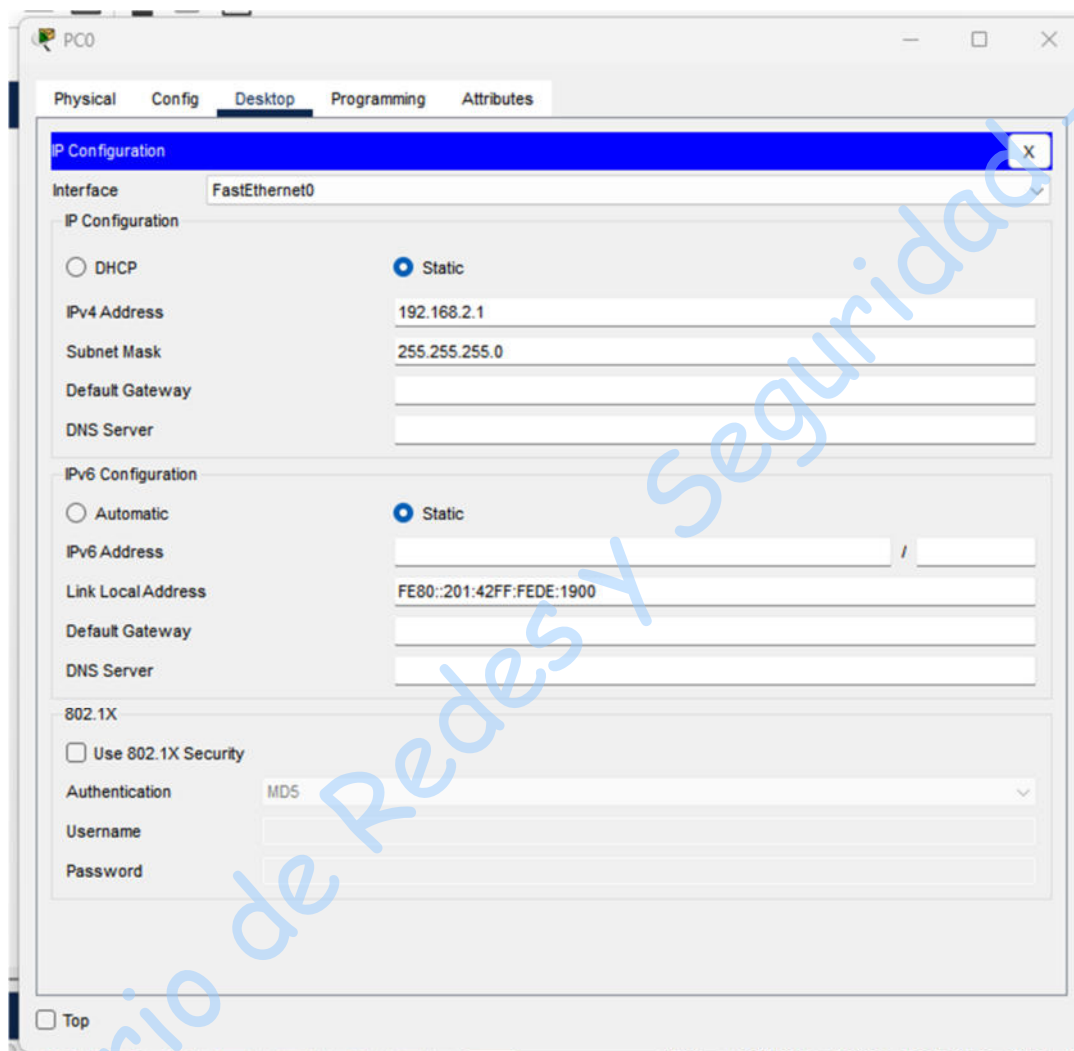 PC0
Physical Config Desktop Programming Attributes
IP Configuration X
Interface FastEthernet0
IP Configuration
DHCP Static
IPv4 Address 192.168.2.1
Subnet Mask 255.255.255.0
Default Gateway
DNS Server
IPv6 Configuration
Automatic Static
IPv6 Address /
Link Local Address FE80::201:42FF:FEDE:1900
Default Gateway
DNS Server
802.1X
Use 802.1X Security
Authentication MD5
Username
Password
Top
de Redes y Seguridad